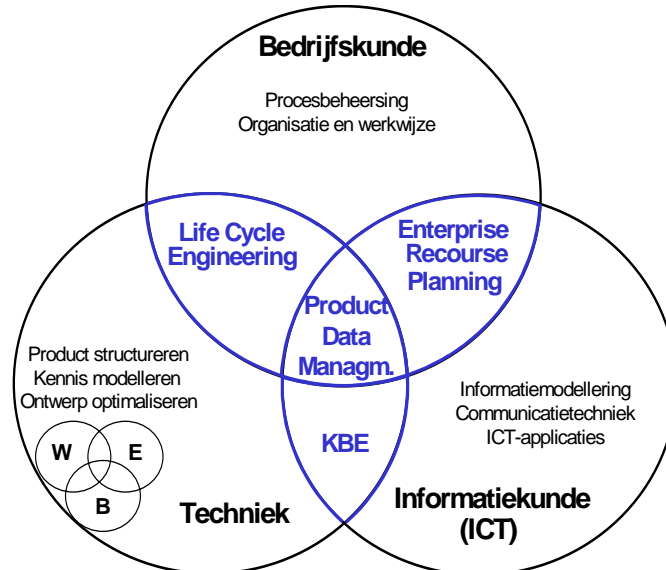 Bedrijfskunde
Procesbeheersing
Organisatie en werkwijze
Life Cycle
Engineering
Enterprise
Recourse
Planning
Product
Data
Managm.
Product structureren
Kennis modelleren
Ontwerp optimaliseren
W
E
B
Techniek
KBE
Informatiemodellering
Communicatietechniek
ICT-applicaties
Informatiekunde
(ICT)